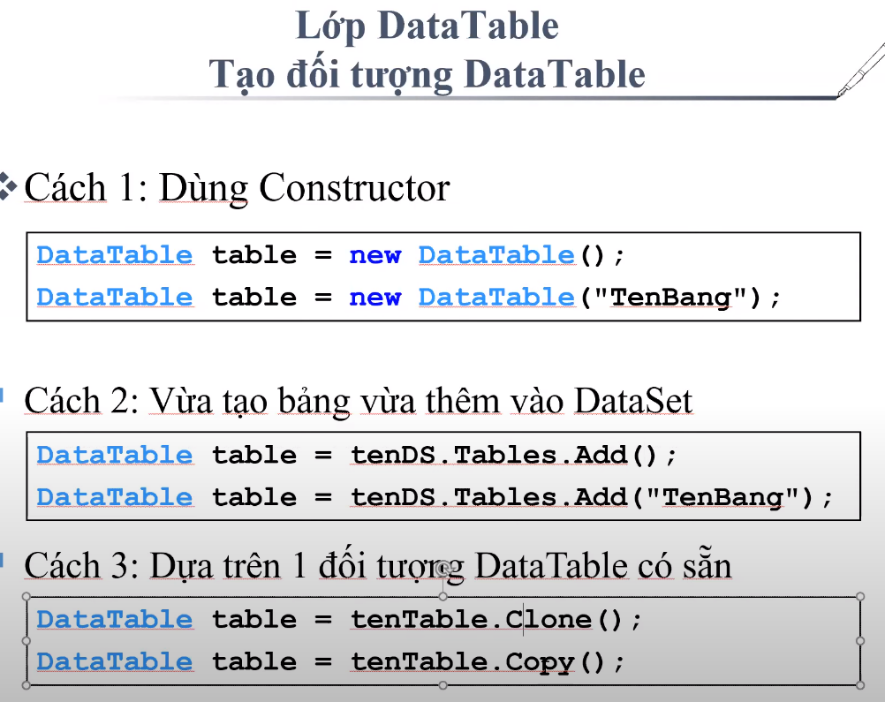 Lớp DataTable
Tạo đối tượng DataTable
Cách 1: Dùng Constructor
DataTable table = new DataTable();
DataTable table = new DataTable("TenBang");
Cách 2: Vừa tạo bảng vừa thêm vào DataSet
DataTable table = tenDS.Tables.Add();
DataTable table = tenDS.Tables.Add("TenBang");
Cách 3: Dựa trên 1 đối tượng DataTable có sẵn
DataTable table = tenTable.Clone();
DataTable table = tenTable.Copy();